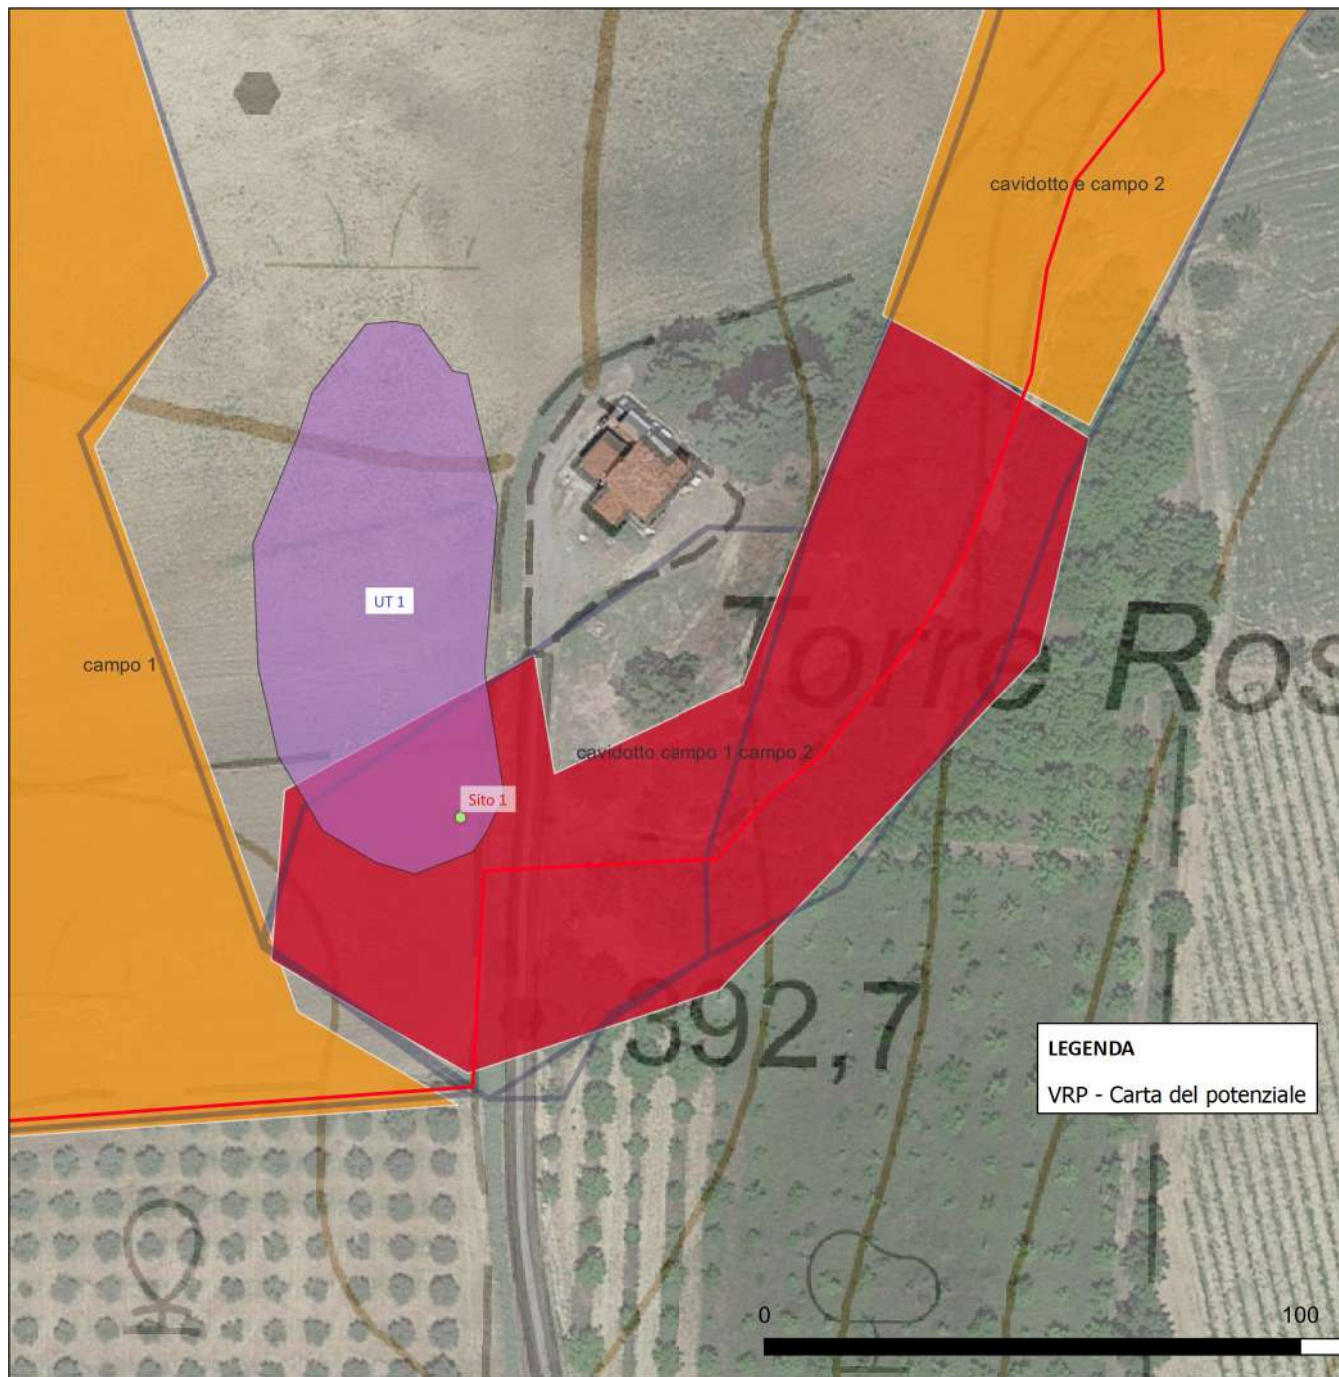 cavidotto e campo 2
UT 1
campo 1
Torre Ros
cavidotto campo 1 campo 2
Sito 1
392,7
LEGENDA
VRP - Carta del potenziale
0 100